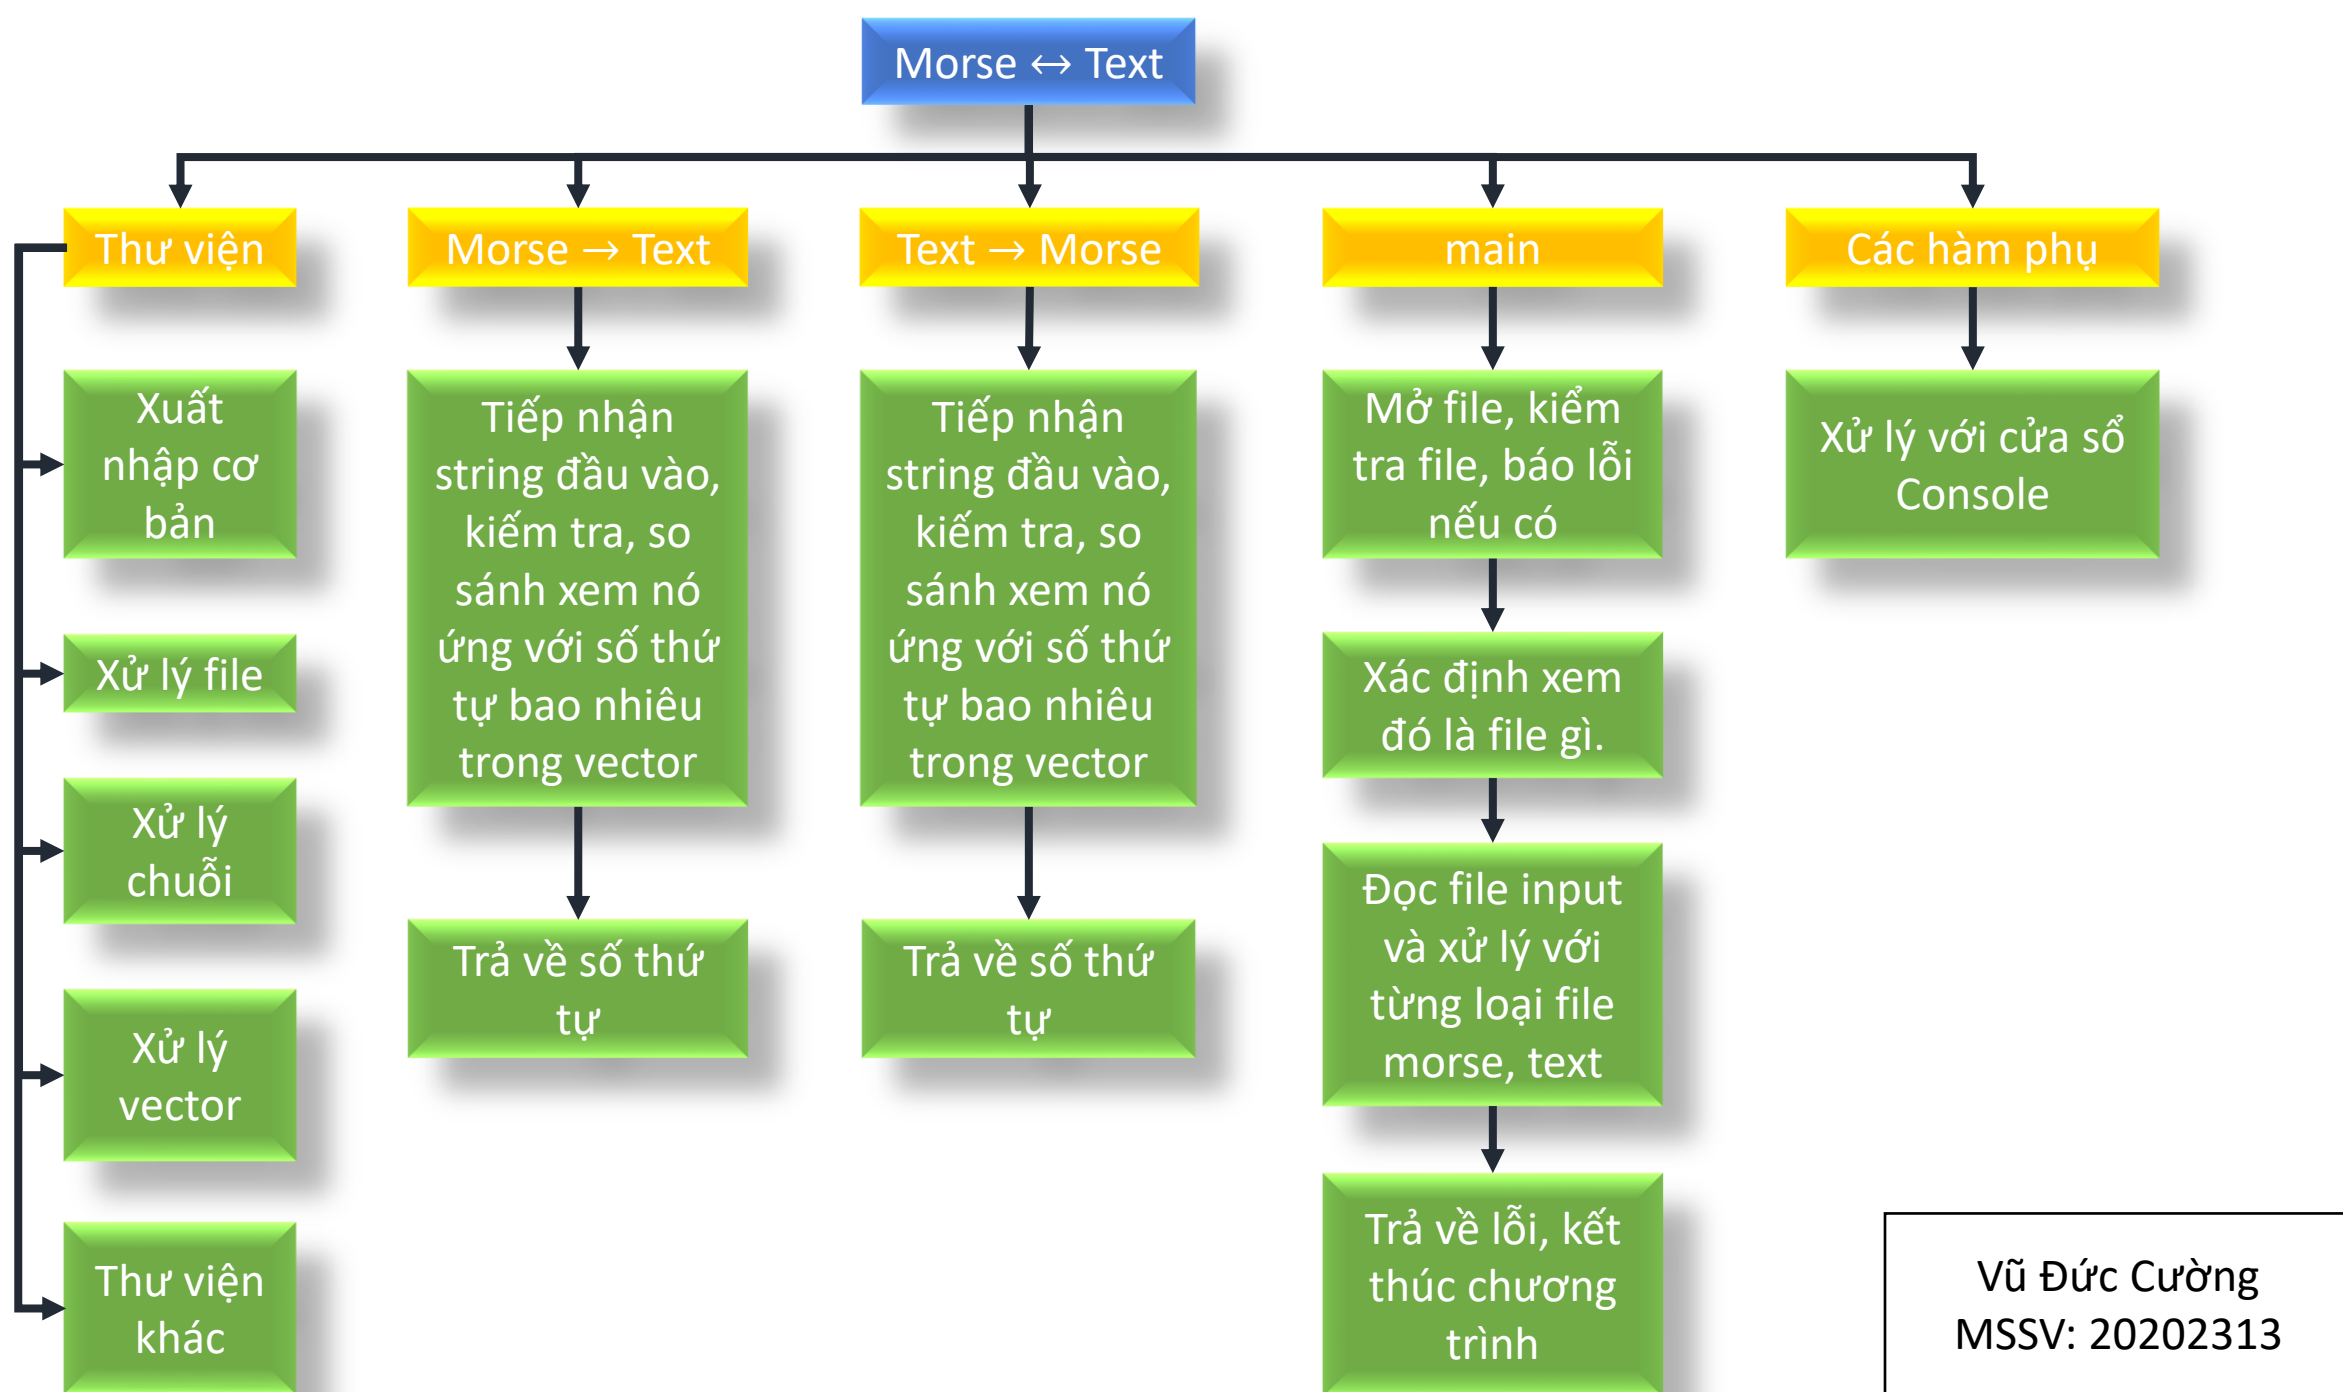 Morse ↔ Text
Thư viện
Morse → Text
Text → Morse
main
Các hàm phụ
Xuất
nhập cơ
bản
Xử lý file
Xử lý
chuỗi
Xử lý
vector
Thư viện
khác
Tiếp nhận
string đầu vào,
kiếm tra, so
sánh xem nó
ứng với số thứ
tự bao nhiêu
trong vector
Trả về số thứ
tự
Tiếp nhận
string đầu vào,
kiếm tra, so
sánh xem nó
ứng với số thứ
tự bao nhiêu
trong vector
Trả về số thứ
tự
Mở file, kiểm
tra file, báo lỗi
nếu có
Xác định xem
đó là file gì.
Đọc file input
và xử lý với
từng loại file
morse, text
Trả về lỗi, kết
thúc chương
trình
Xử lý với cửa sổ
Console
Vũ Đức Cường
MSSV: 20202313